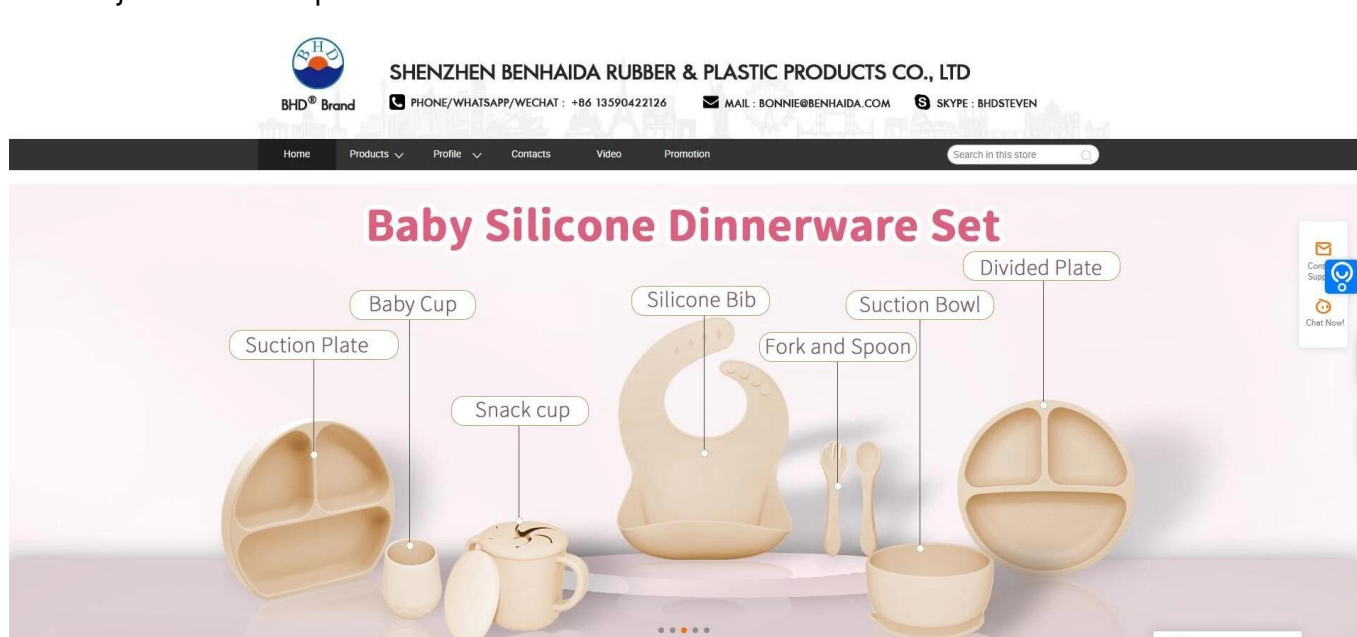 BHD
BHD® Brand
SHENZHEN BENHAIDA RUBBER & PLASTIC PRODUCTS CO., LTD
PHONE/WHATSAPP/WECHAT : +86 13590422126
MAIL : BONNIE@BENHAIDA.COM
SKYPE : BHDSTEVEN
Home
Products
Profile
Contacts
Video
Promotion
Search in this store
Baby Silicone Dinnerware Set
Divided Plate
Silicone Bib
Baby Cup
Suction Bowl
Suction Plate
Fork and Spoon
Snack cup
Chat Now!